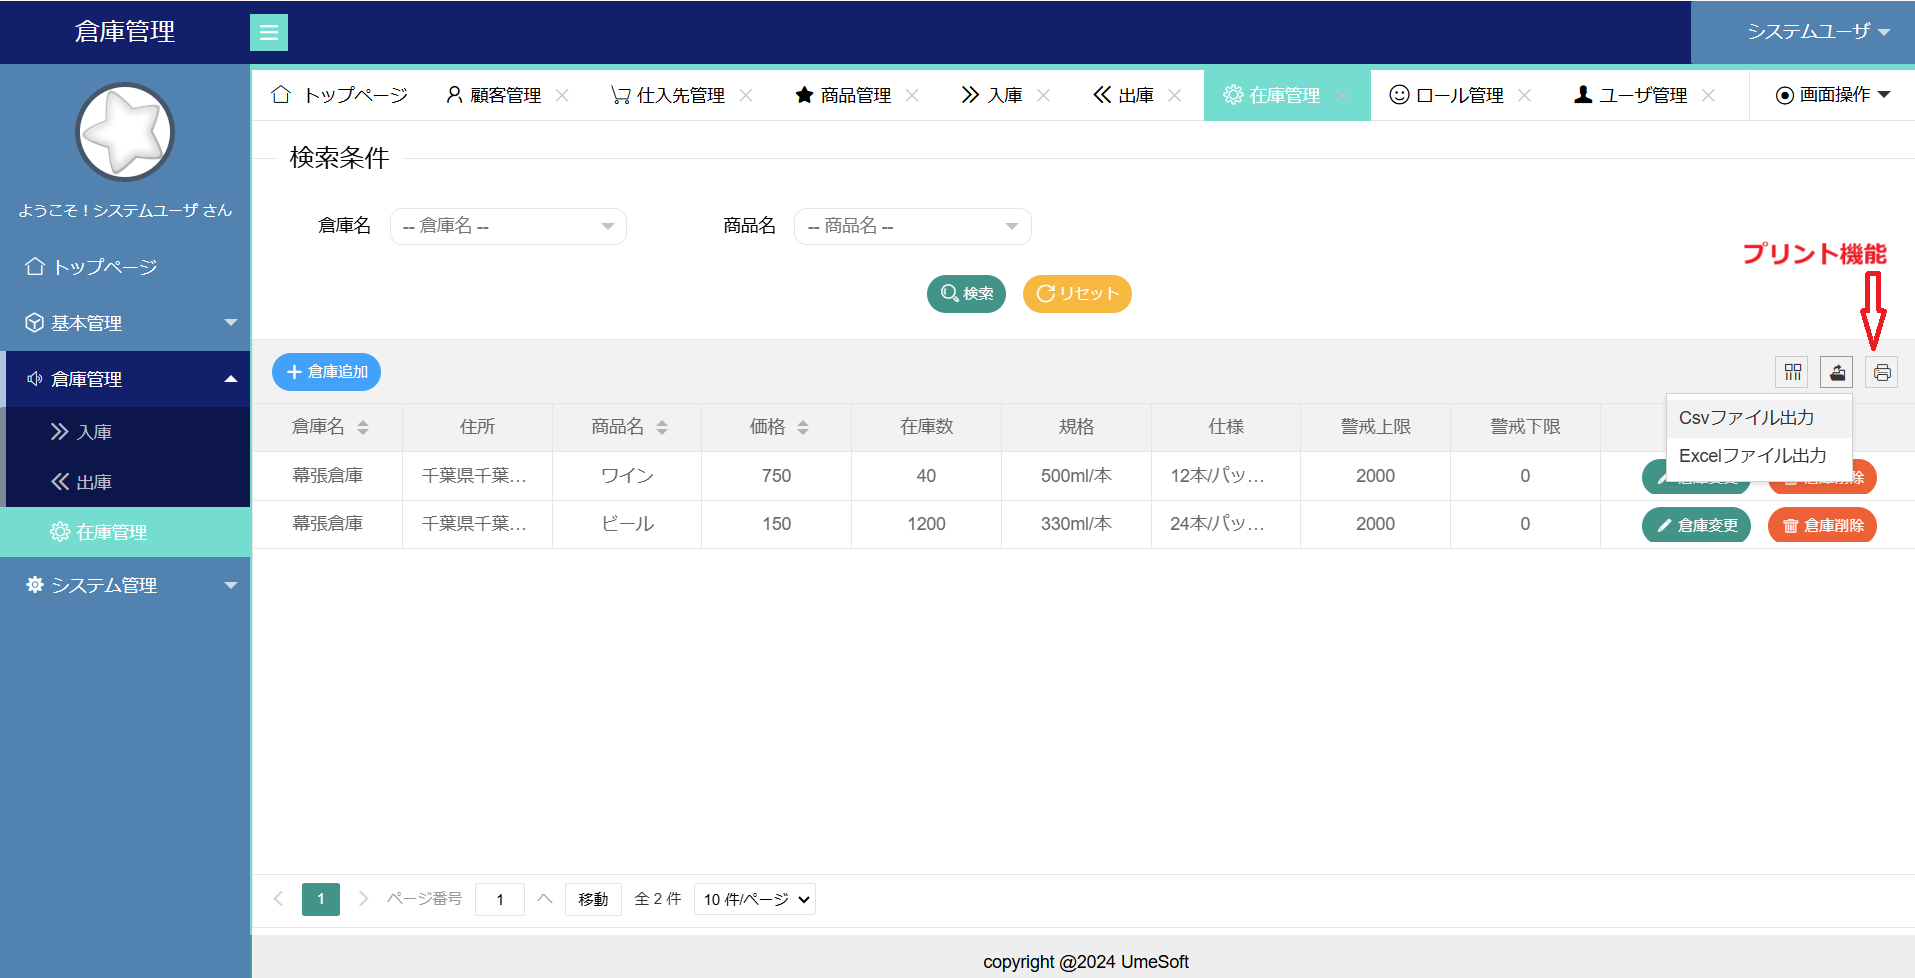 倉庫管理
システムユーザ
トップページ 顧客管理 仕入先管理 商品管理 入庫 出庫 在庫管理 ロール管理 ユーザ管理 画面操作
ようこそ！システムユーザ さん
トップページ
基本管理
倉庫管理
入庫
出庫
在庫管理
システム管理
検索条件
倉庫名 -- 倉庫名 -- 商品名 -- 商品名 --
プリント機能
検索 リセット
倉庫追加
Csvファイル出力
Excelファイル出力
倉庫名 住所 商品名 価格 在庫数 規格 仕様 警戒上限 警戒下限
幕張倉庫 千葉県千葉… ワイン 750 40 500ml/本 12本/パッ… 2000 0 倉庫変更 倉庫削除
幕張倉庫 千葉県千葉… ビール 150 1200 330ml/本 24本/パッ… 2000 0 倉庫変更 倉庫削除
1 ページ番号 1 移動 全 2 件 10 件/ページ
copyright @2024 UmeSoft